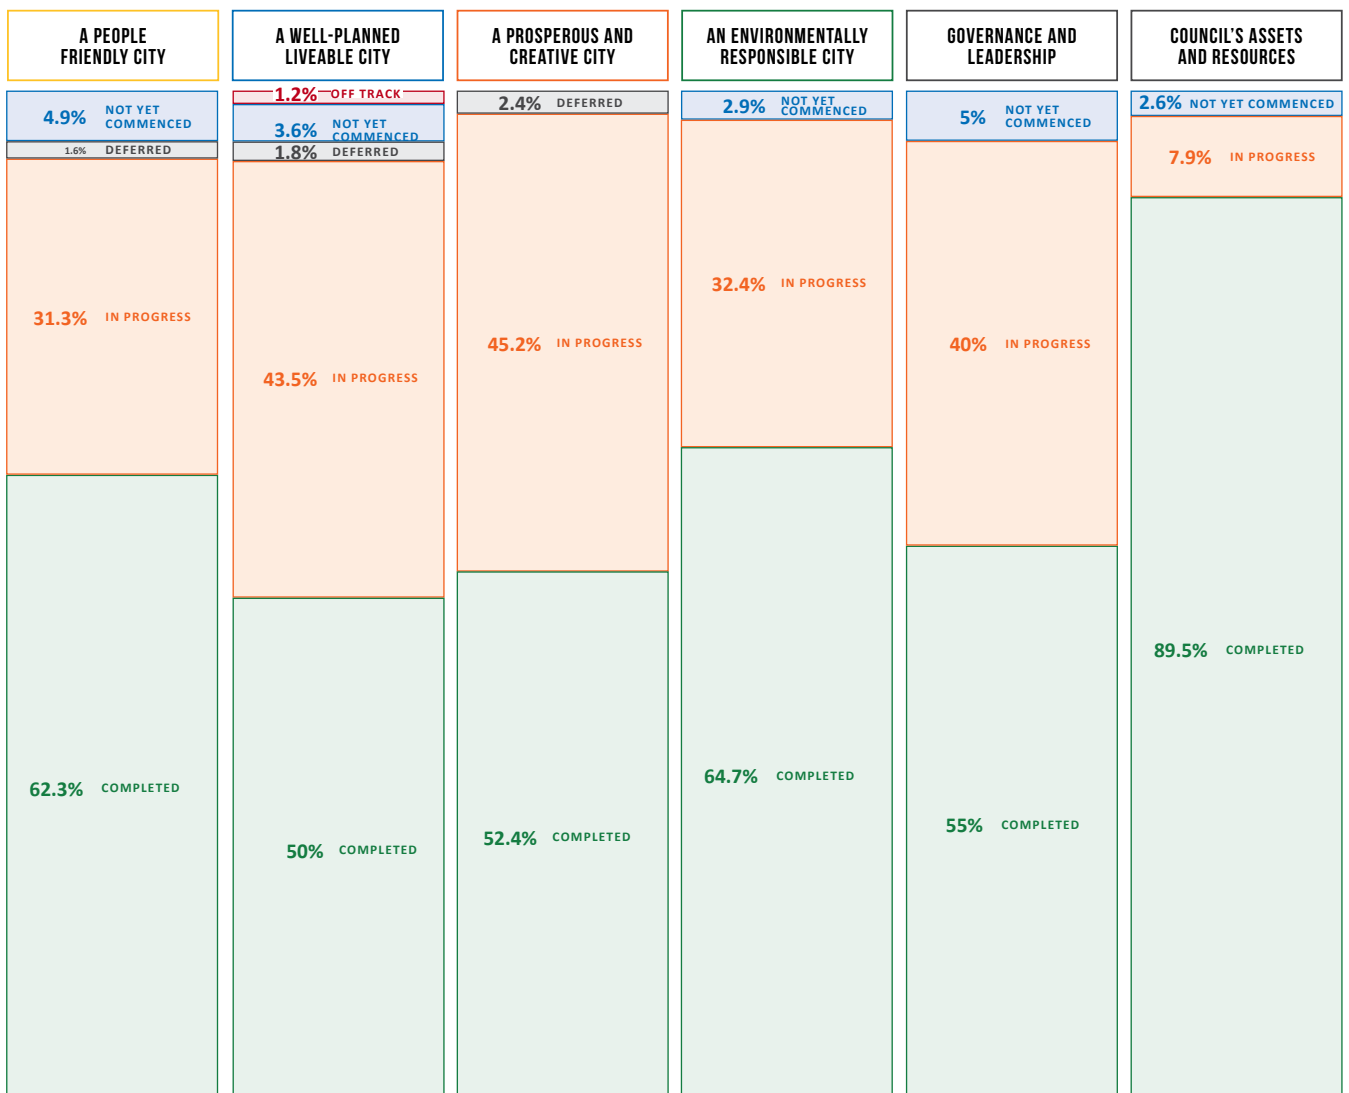 A PEOPLE
FRIENDLY CITY
4.9% NOT YET
COMMENCED
1.6% DEFERRED
31.3% IN PROGRESS
62.3% COMPLETED
A WELL-PLANNED
LIVEABLE CITY
1.2% OFF TRACK
3.6% NOT YET
COMMENCED
1.8% DEFERRED
43.5% IN PROGRESS
50% COMPLETED
A PROSPEROUS AND
CREATIVE CITY
2.4% DEFERRED
45.2% IN PROGRESS
52.4% COMPLETED
AN ENVIRONMENTALLY
RESPONSIBLE CITY
2.9% NOT YET
COMMENCED
32.4% IN PROGRESS
64.7% COMPLETED
GOVERNANCE AND
LEADERSHIP
5% NOT YET
COMMENCED
40% IN PROGRESS
55% COMPLETED
COUNCIL'S ASSETS
AND RESOURCES
2.6% NOT YET COMMENCED
7.9% IN PROGRESS
89.5% COMPLETED